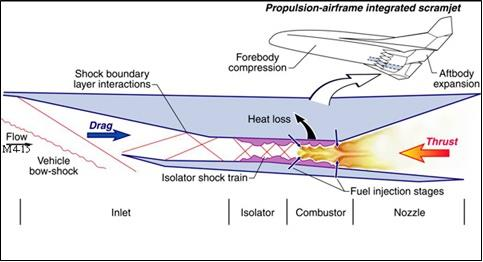 Propulsion-airframe integrated scramjet
Forebody
compression
Aftbody
expansion
Shock boundary
layer interactions
Heat loss
Drag
Flow
M4-15
Vehicle
bow-shock
Thrust
Isolator shock train
Fuel injection stages
Inlet
Isolator
Combustor
Nozzle